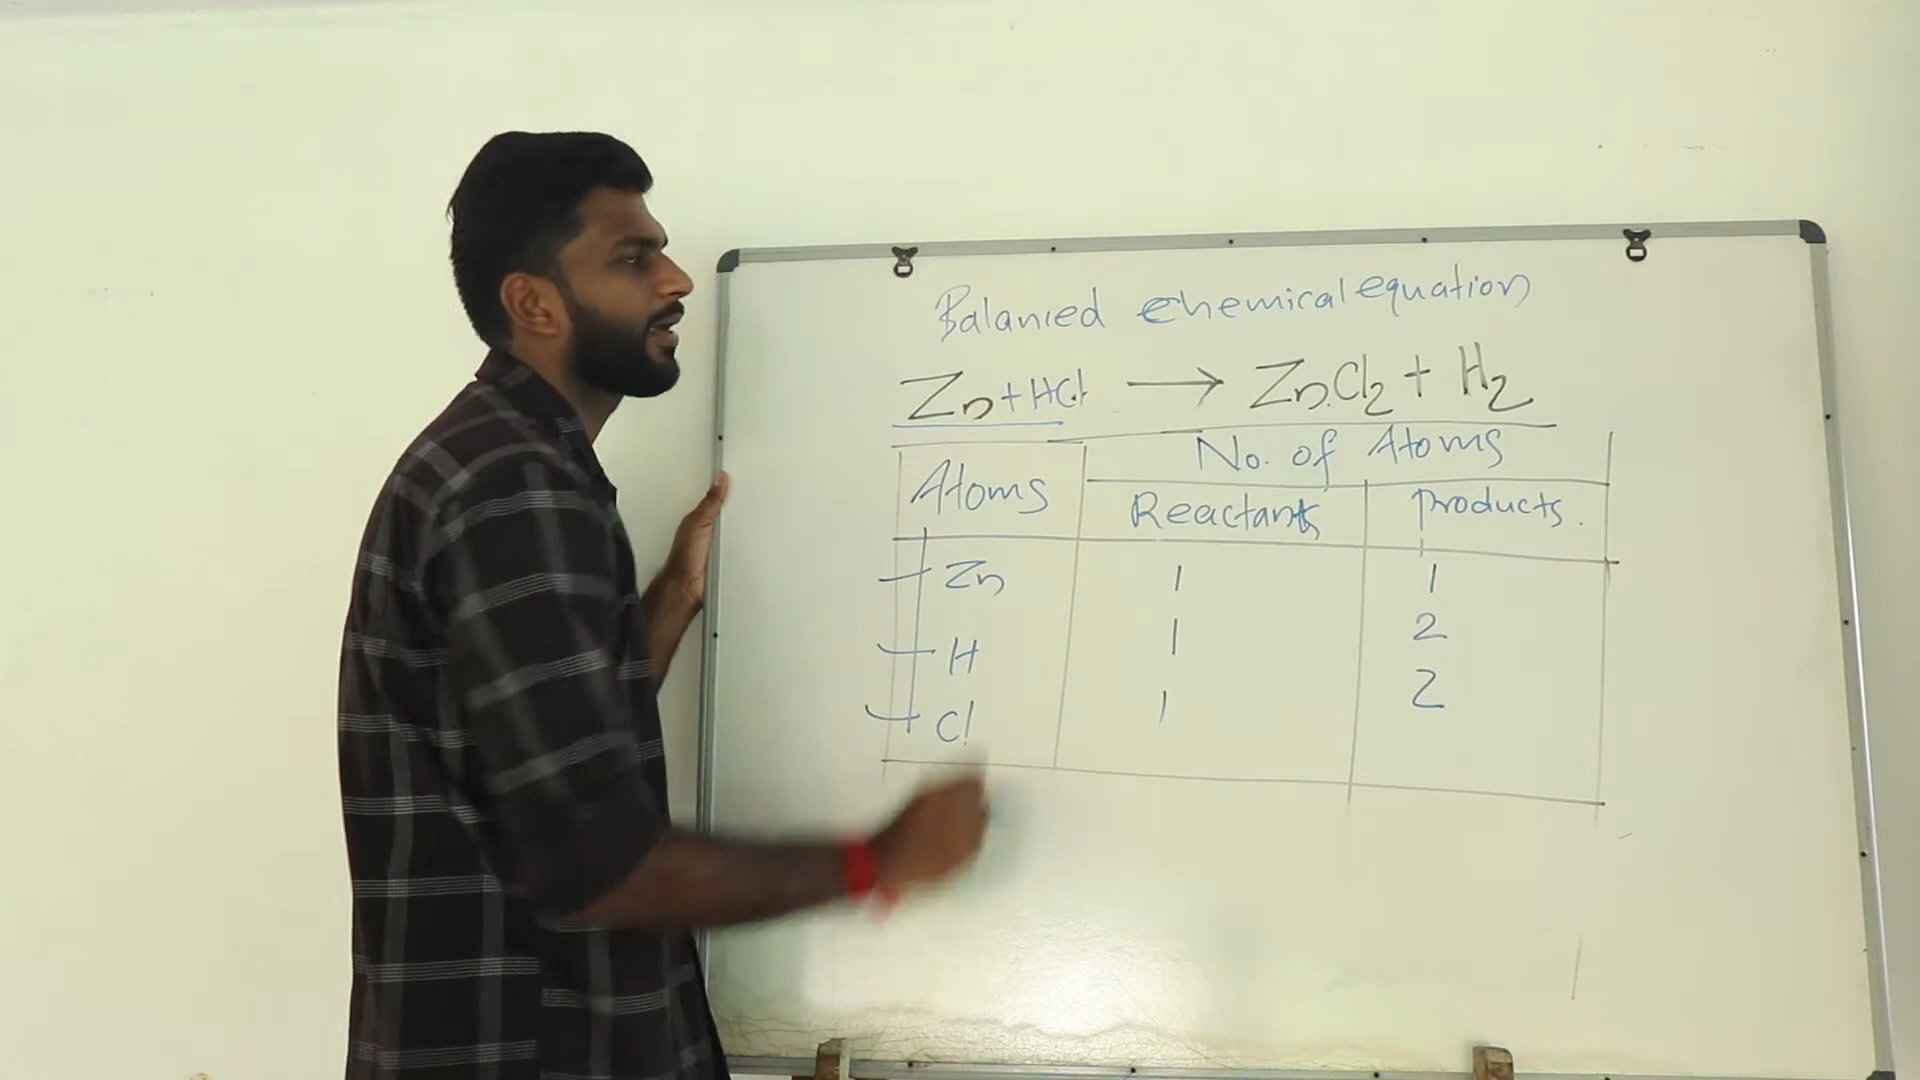 Balanced chemical equation
Zn + HCl → ZnCl2 + H2
No. of Atoms
Atoms Reactants Products.
Zn 1 1
H 1 2
Cl 1 2